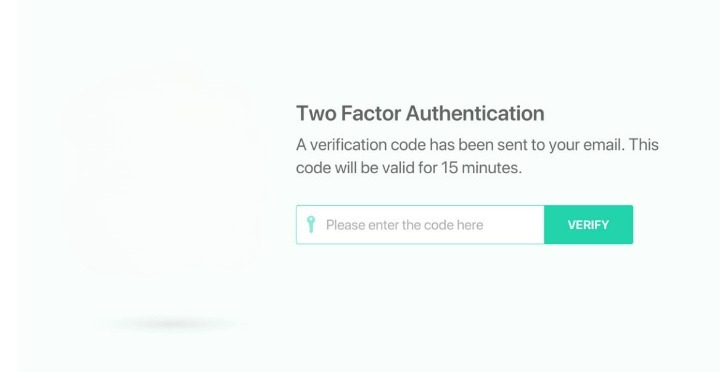 Two Factor Authentication
A verification code has been sent to your email. This
code will be valid for 15 minutes.
Please enter the code here
VERIFY